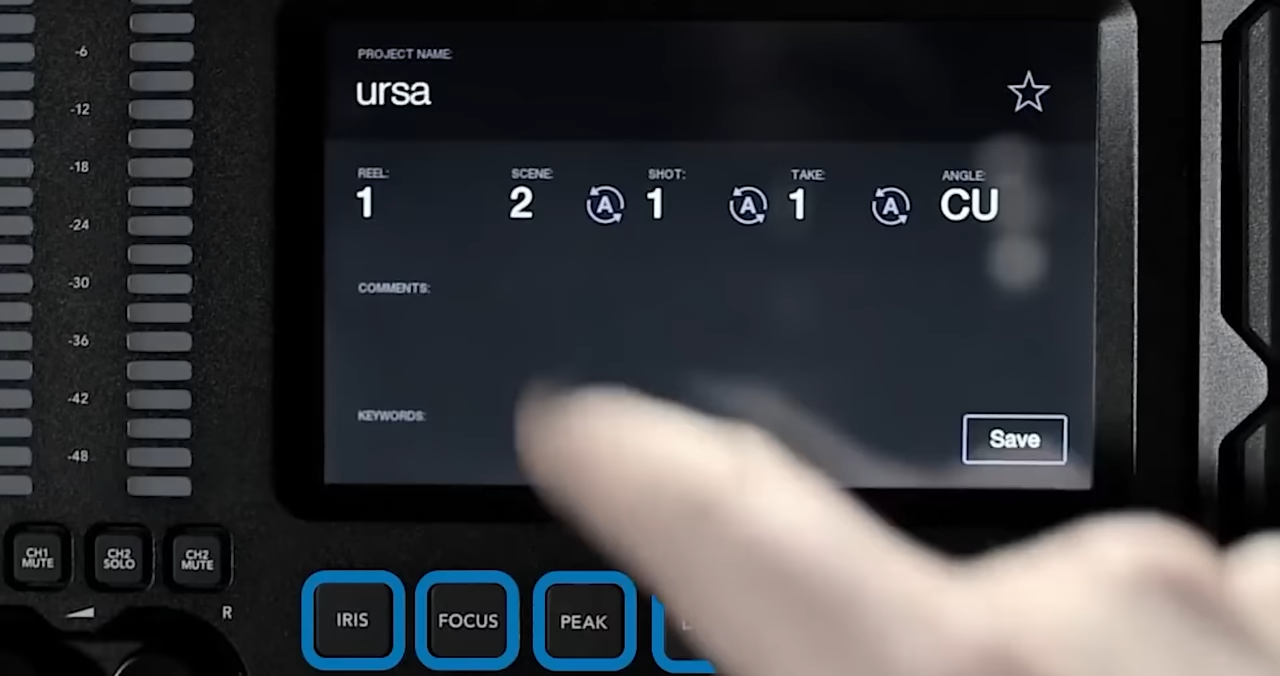 -6
-12
-18
-24
-30
-36
-42
-48
PROJECT NAME:
ursa
REEL: SCENE: SHOT: TAKE: ANGLE:
1 2 A 1 A 1 A CU
COMMENTS:
KEYWORDS:
Save
CH1 MUTE
CH2 SOLO
CH2 MUTE
R
IRIS FOCUS PEAK